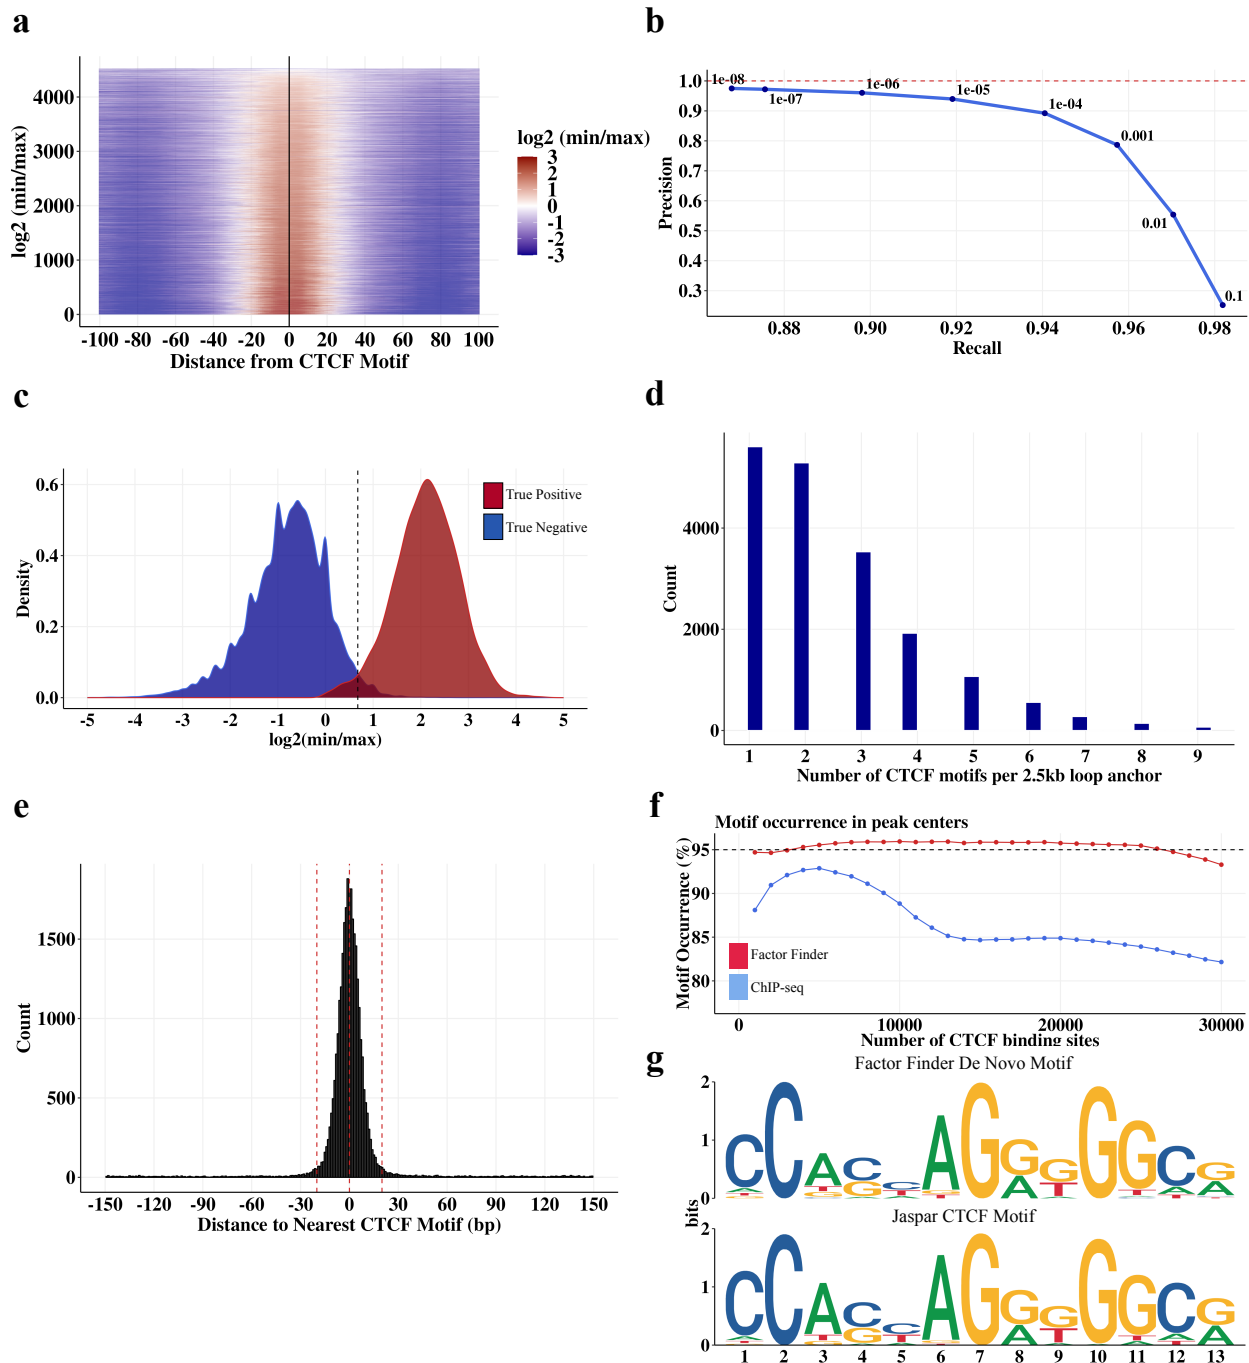 a
log2 (min/max)
4000
3000
2000
1000
0
-100 -80 -60 -40 -20 0 20 40 60 80 100
Distance from CTCF Motif
log2 (min/max)
3
2
1
0
-1
-2
-3
b
Precision
1.0
0.9
0.8
0.7
0.6
0.5
0.4
0.3
1e-08
1e-07
1e-06
1e-05
1e-04
0.001
0.01
0.1
0.88 0.90 0.92 0.94 0.96 0.98
Recall
c
Density
0.6
0.4
0.2
0.0
True Positive
True Negative
-5 -4 -3 -2 -1 0 1 2 3 4 5
log2(min/max)
d
Count
4000
2000
0
1 2 3 4 5 6 7 8 9
Number of CTCF motifs per 2.5kb loop anchor
e
Count
1500
1000
500
0
-150 -120 -90 -60 -30 0 30 60 90 120 150
Distance to Nearest CTCF Motif (bp)
f
Motif occurrence in peak centers
Motif Occurrence (%)
95
90
85
80
Factor Finder
ChIP-seq
0 10000 20000 30000
Number of CTCF binding sites
g
Factor Finder De Novo Motif
2
1
0
CCACCAGGGGGCG
bits
Jaspar CTCF Motif
2
1
0
CCACCAGGGGGCG
1 2 3 4 5 6 7 8 9 10 11 12 13